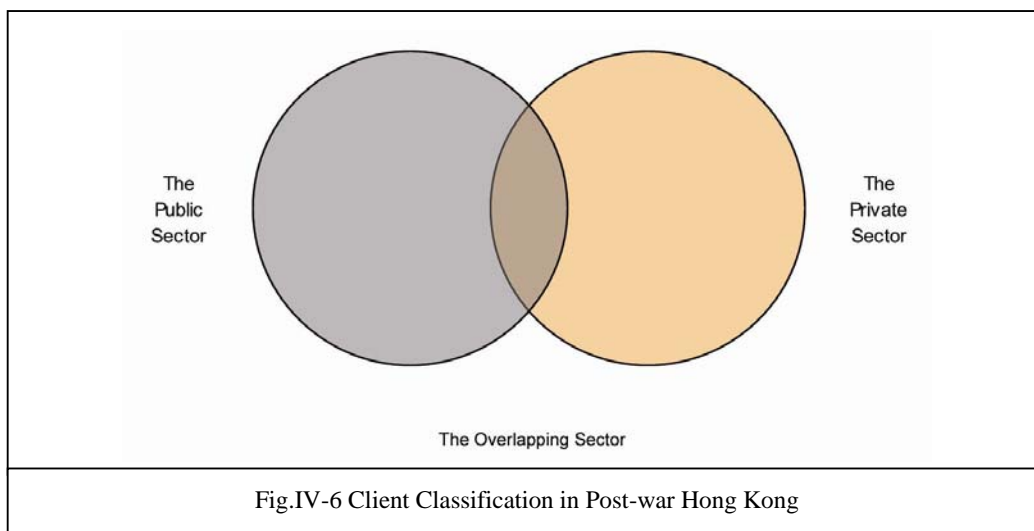 The
Public
Sector
The
Private
Sector
The Overlapping Sector
Fig.IV-6 Client Classification in Post-war Hong Kong